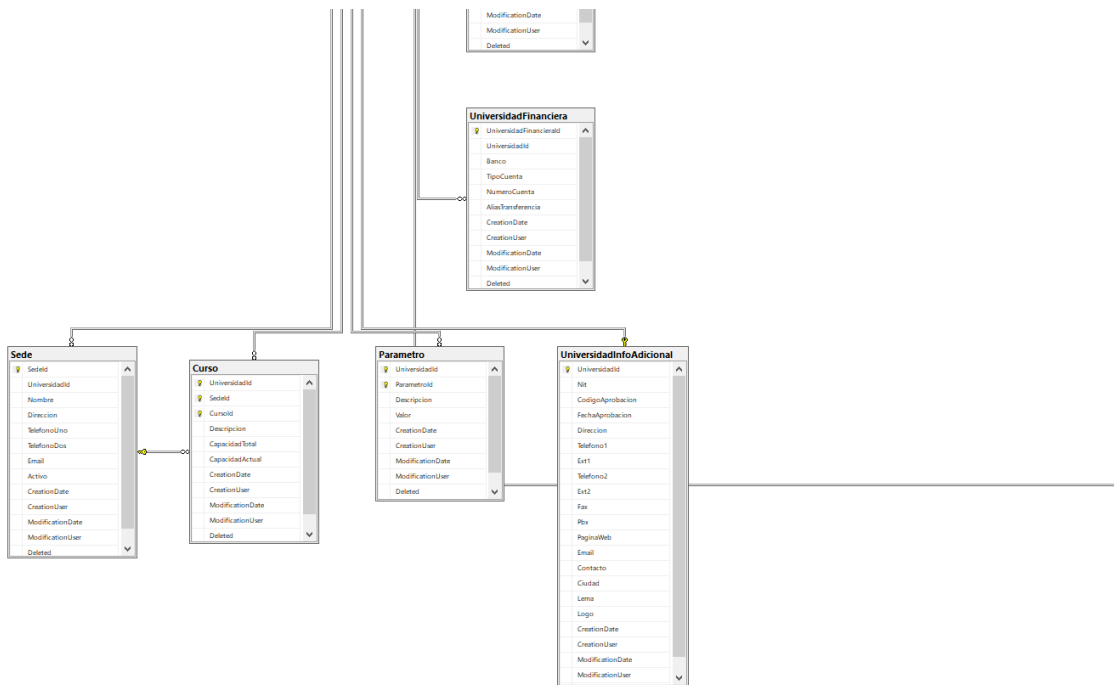 ModificationDate
ModificationUser
Deleted
UniversidadFinanciera
UniversidadFinancieraId
UniversidadId
Banco
TipoCuenta
NumeroCuenta
AliasTransferencia
CreationDate
CreationUser
ModificationDate
ModificationUser
Deleted
Sede
SedeId
UniversidadId
Nombre
Direccion
TelefonoUno
TelefonoDos
Email
Activo
CreationDate
CreationUser
ModificationDate
ModificationUser
Deleted
Curso
UniversidadId
SedeId
CursoId
Descripcion
CapacidadTotal
CapacidadActual
CreationDate
CreationUser
ModificationDate
ModificationUser
Deleted
Parametro
UniversidadId
ParametroId
Descripcion
Valor
CreationDate
CreationUser
ModificationDate
ModificationUser
Deleted
UniversidadInfoAdicional
UniversidadId
Nit
CodigoAprobacion
FechaAprobacion
Direccion
Telefono1
Ext1
Telefono2
Ext2
Fax
Pbx
PaginaWeb
Email
Contacto
Ciudad
Lema
Logo
CreationDate
CreationUser
ModificationDate
ModificationUser